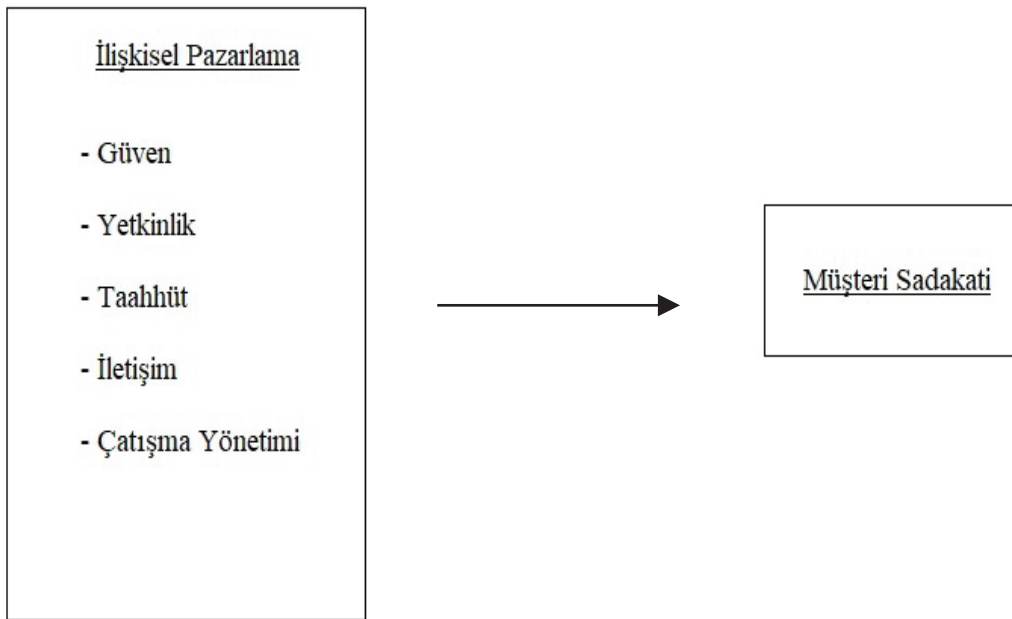 İlişkisel Pazarlama
- Güven
- Yetkinlik
- Taahhüt
- İletişim
- Çatışma Yönetimi
Müşteri Sadakati